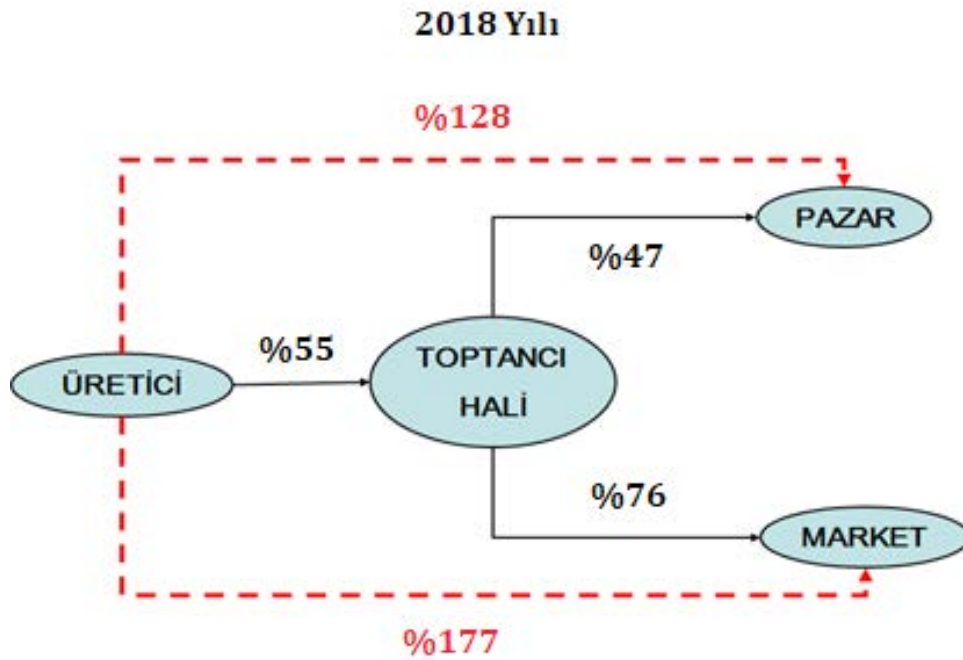 2018 Yılı
%128
PAZAR
%47
%55
TOPTANCI
HALİ
ÜRETİCİ
%76
MARKET
%177